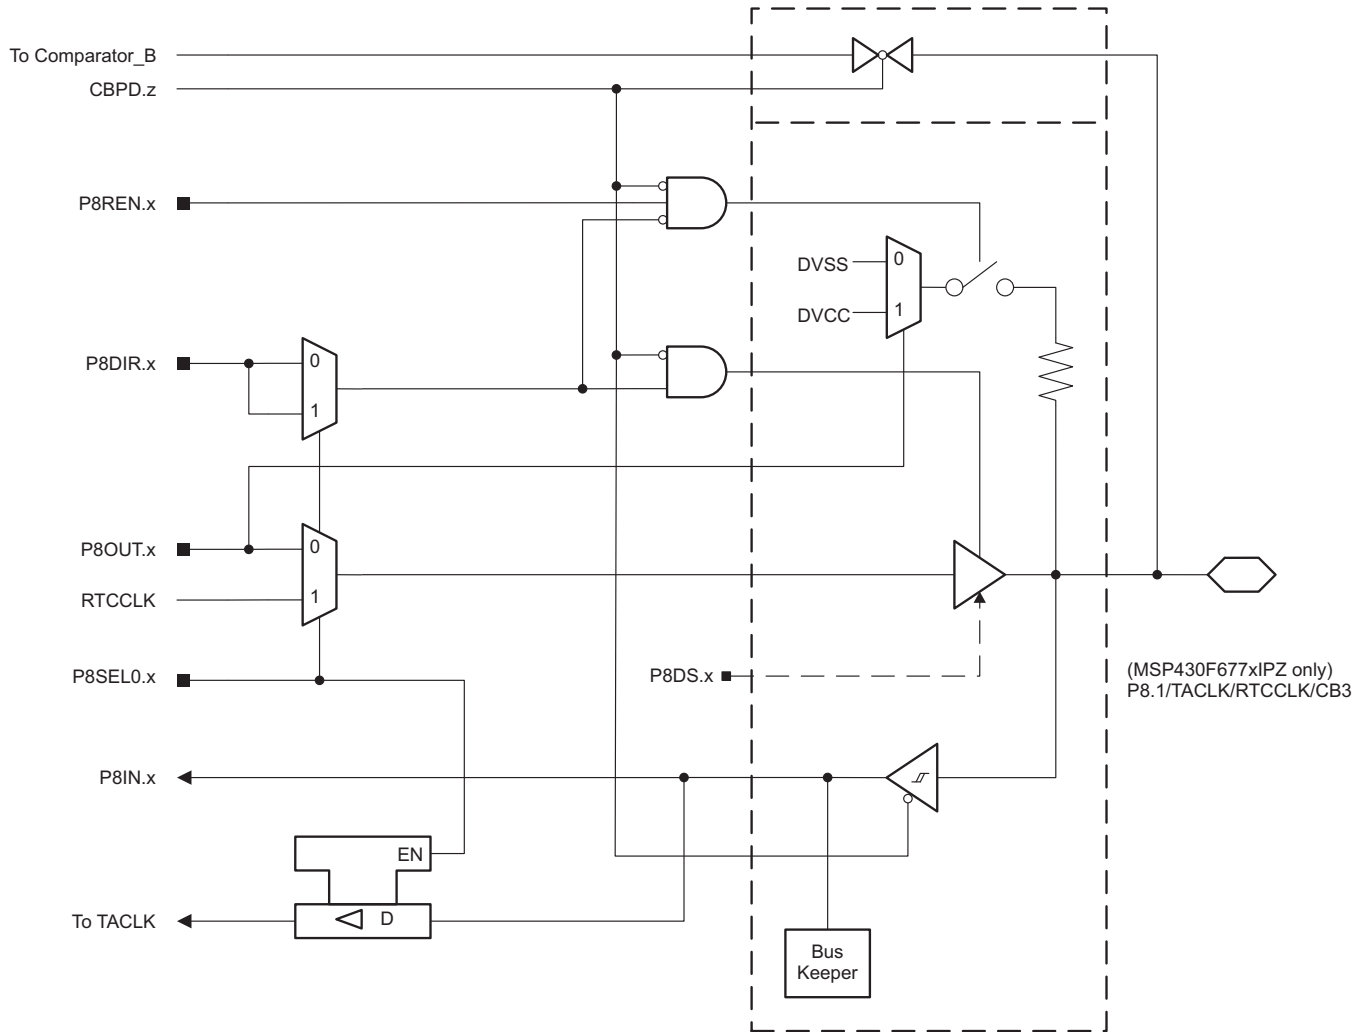 To Comparator_B
CBPD.z
P8REN.x
DVSS
0
DVCC
1
P8DIR.x
0
1
P8OUT.x
0
RTCCLK
1
P8SEL0.x
P8DS.x
(MSP430F677xIPZ only)
P8.1/TACLK/RTCCLK/CB3
P8IN.x
EN
To TACLK
D
Bus
Keeper